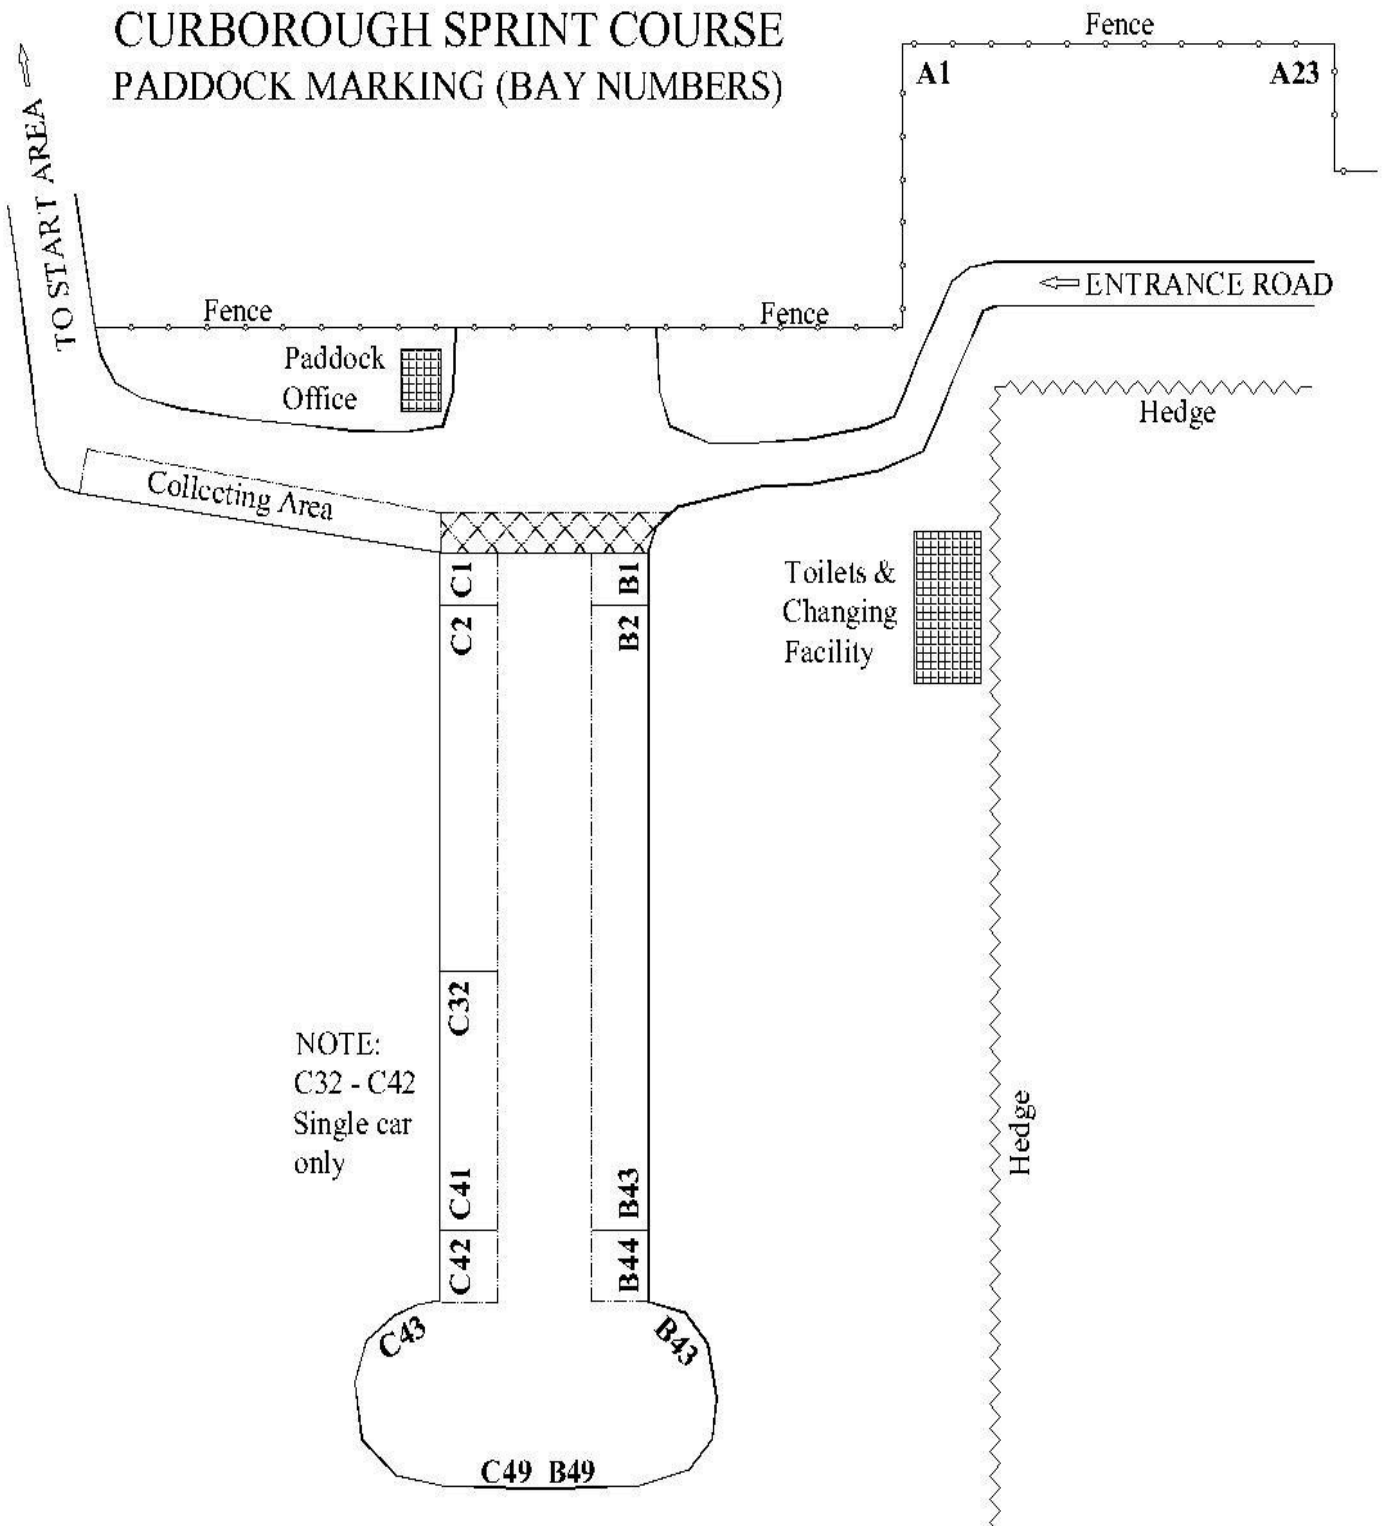 CURBOROUGH SPRINT COURSE
PADDOCK MARKING (BAY NUMBERS)
Fence
A1
A23
TO START AREA
ENTRANCE ROAD
Fence
Fence
Paddock
Office
Hedge
Collecting Area
C1
B1
Toilets &
Changing
Facility
C2
B2
C32
NOTE:
C32 - C42
Single car
only
Hedge
C41
B43
C42
B44
C43
B43
C49 B49